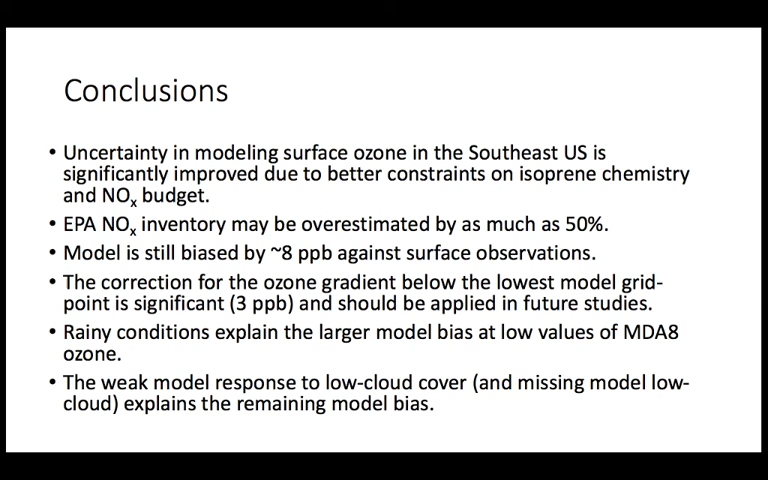 Conclusions
• Uncertainty in modeling surface ozone in the Southeast US is
significantly improved due to better constraints on isoprene chemistry
and NOx budget.
• EPA NOx inventory may be overestimated by as much as 50%.
• Model is still biased by ~8 ppb against surface observations.
• The correction for the ozone gradient below the lowest model grid-
point is significant (3 ppb) and should be applied in future studies.
• Rainy conditions explain the larger model bias at low values of MDA8
ozone.
• The weak model response to low-cloud cover (and missing model low-
cloud) explains the remaining model bias.